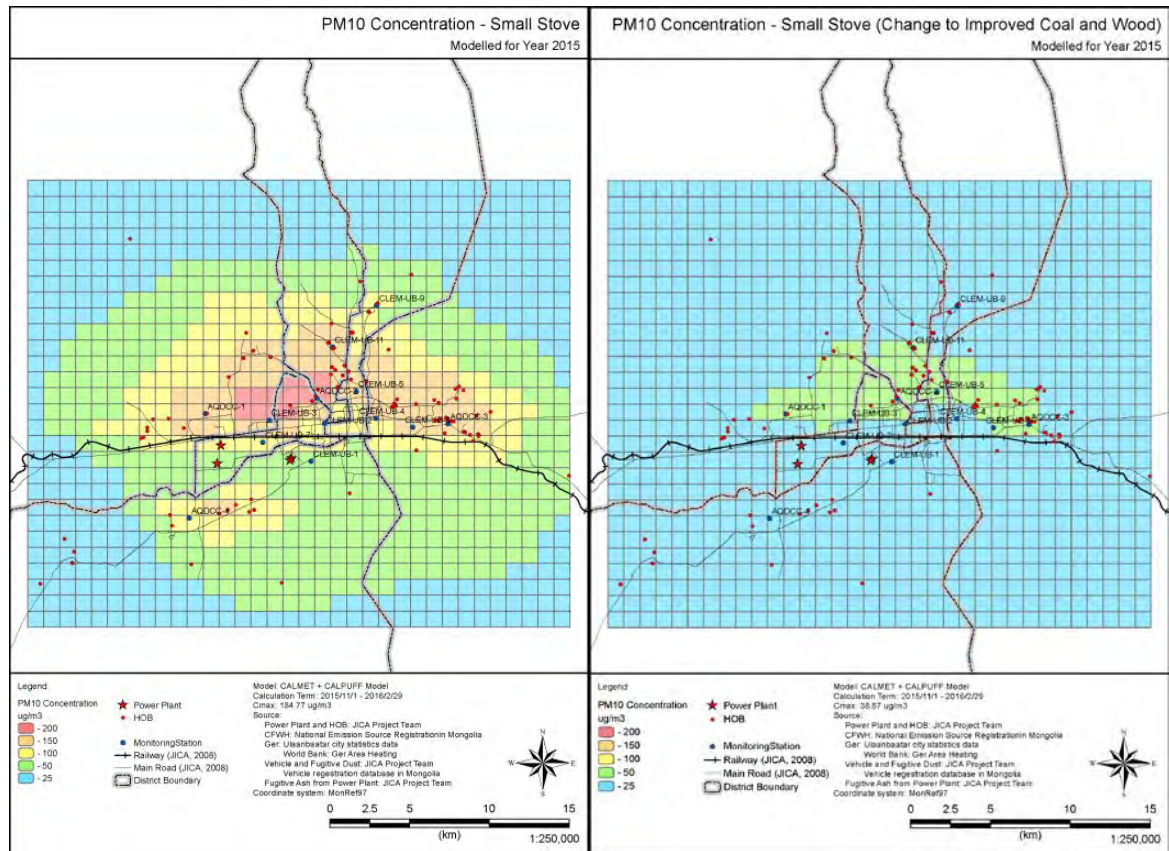 PM10 Concentration - Small Stove
Modelled for Year 2015
CLEM-UB-9
CLEM-UB-11
CLEM-UB-5
AQDCC-1
CLEM-UB-3
CLEM-UB-4
AQDCC-3
CLEM-UB-1
Legend
PM10 Concentration
ug/m3
- 200
- 150
- 100
- 50
- 25
Power Plant
HOB
MonitoringStation
Railway (JICA, 2008)
Main Road (JICA, 2008)
District Boundary
Model: CALMET + CALPUFF Model
Calculation Term: 2015/11/1 - 2016/2/29
Cmax: 184.77 ug/m3
Source:
Power Plant and HOB: JICA Project Team
CFWH: National Emission Source Registrationin Mongolia
Ger: Ulaanbaatar city statistics data
World Bank: Ger Area Heating
Vehicle and Fugitive Dust: JICA Project Team
Vehicle regestration database in Mongolia
Fugitive Ash from Power Plant: JICA Project Team
Coordinate system: MonRef97
N
W E
S
0 5 10 15
(km)
1:250,000
PM10 Concentration - Small Stove (Change to Improved Coal and Wood)
Modelled for Year 2015
CLEM-UB-9
CLEM-UB-11
CLEM-UB-5
AQDCC-1
CLEM-UB-3
CLEM-UB-4
AQDCC-3
CLEM-UB-1
Legend
PM10 Concentration
ug/m3
- 200
- 150
- 100
- 50
- 25
Power Plant
HOB
MonitoringStation
Railway (JICA, 2008)
Main Road (JICA, 2008)
District Boundary
Model: CALMET + CALPUFF Model
Calculation Term: 2015/11/1 - 2016/2/29
Cmax: 38.87 ug/m3
Source:
Power Plant and HOB: JICA Project Team
CFWH: National Emission Source Registrationin Mongolia
Ger: Ulaanbaatar city statistics data
World Bank: Ger Area Heating
Vehicle and Fugitive Dust: JICA Project Team
Vehicle regestration database in Mongolia
Fugitive Ash from Power Plant: JICA Project Team
Coordinate system: MonRef97
N
W E
S
0 2.5 5 10 15
(km)
1:250,000